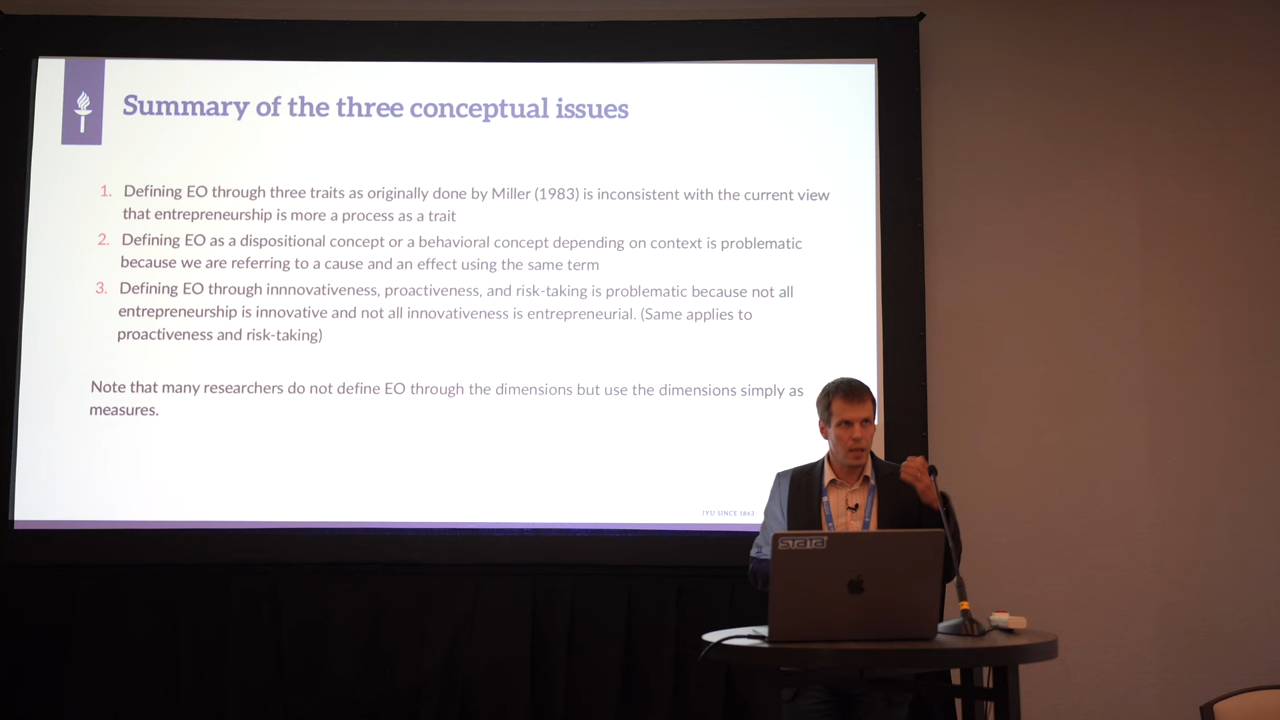 Summary of the three conceptual issues
1. Defining EO through three traits as originally done by Miller (1983) is inconsistent with the current view
that entrepreneurship is more a process as a trait
2. Defining EO as a dispositional concept or a behavioral concept depending on context is problematic
because we are referring to a cause and an effect using the same term
3. Defining EO through innnovativeness, proactiveness, and risk-taking is problematic because not all
entrepreneurship is innovative and not all innovativeness is entrepreneurial. (Same applies to
proactiveness and risk-taking)
Note that many researchers do not define EO through the dimensions but use the dimensions simply as
measures.
JYU SINCE 1863
STATA